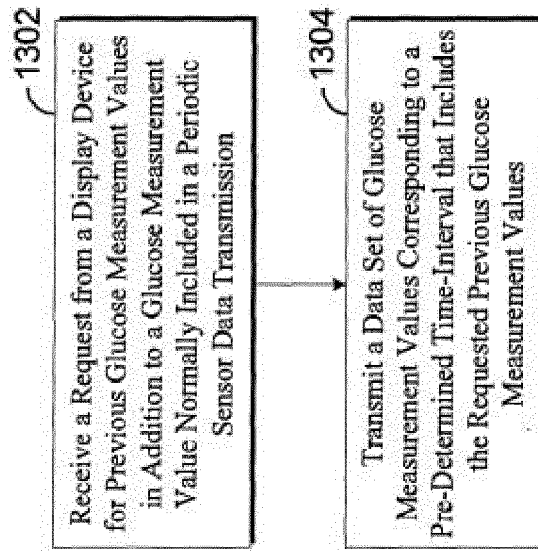 1302
Receive a Request from a Display Device
for Previous Glucose Measurement Values
in Addition to a Glucose Measurement
Value Normally Included in a Periodic
Sensor Data Transmission
1304
Transmit a Data Set of Glucose
Measurement Values Corresponding to a
Pre-Determined Time-Interval that Includes
the Requested Previous Glucose
Measurement Values